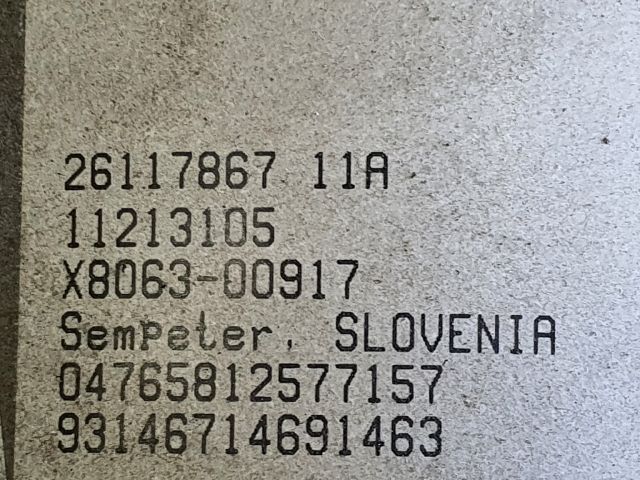 26117867 11A
11213105
X8063-00917
Sempeter, SLOVENIA
04765812577157
93146714691463